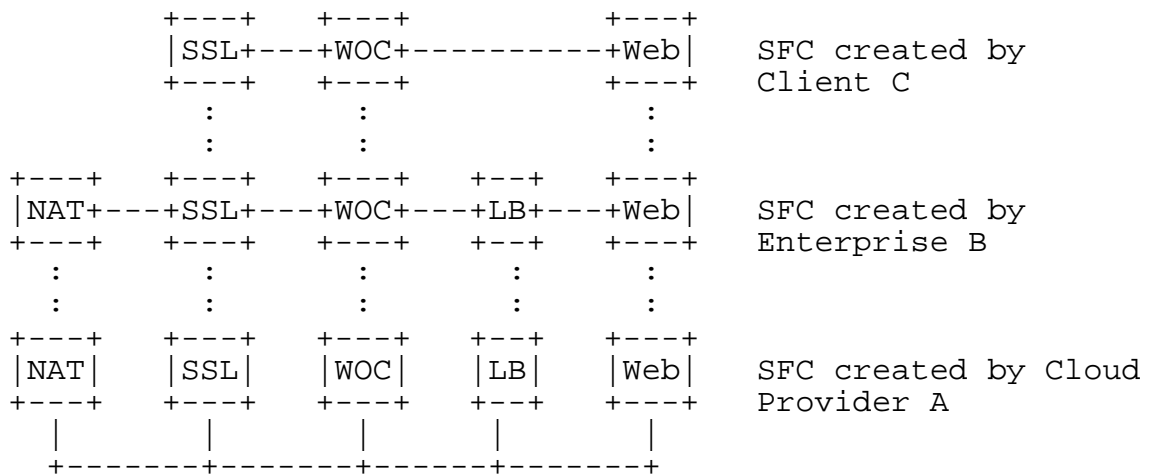 +---+   +---+          +---+
|SSL+---+WOC+----------+Web|   SFC created by
+---+   +---+          +---+   Client C
:       :              :
:       :              :
+---+   +---+   +---+   +--+   +---+
|NAT+---+SSL+---+WOC+---+LB+---+Web|   SFC created by
+---+   +---+   +---+   +--+   +---+   Enterprise B
:       :       :       :      :
:       :       :       :      :
+---+   +---+   +---+   +--+   +---+
|NAT|   |SSL|   |WOC|   |LB|   |Web|   SFC created by Cloud
+---+   +---+   +---+   +--+   +---+   Provider A
|       |       |      |       |
+-------+-------+------+-------+